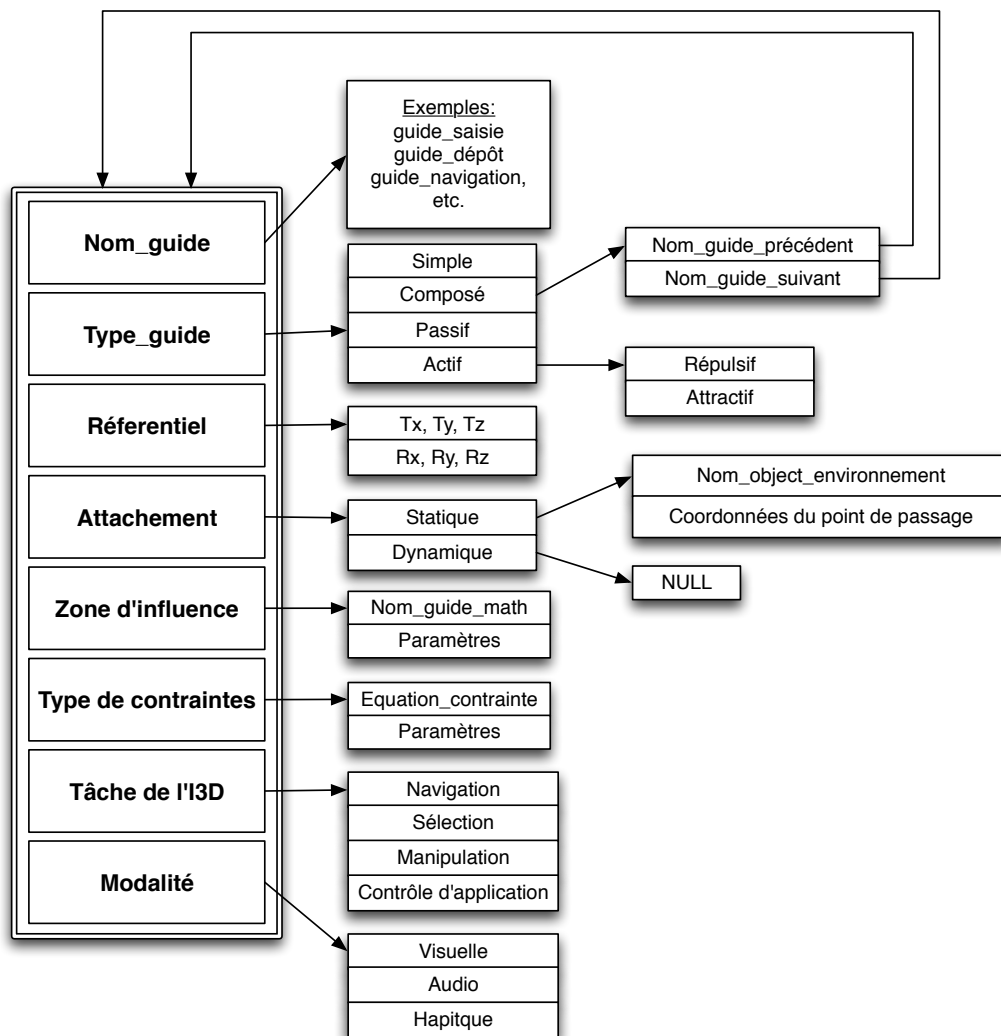 Nom_guide
Type_guide
Réferentiel
Attachement
Zone d'influence
Type de contraintes
Tâche de l'I3D
Modalité
Exemples:
guide_saisie
guide_dépôt
guide_navigation,
etc.
Simple
Composé
Passif
Actif
Nom_guide_précédent
Nom_guide_suivant
Répulsif
Attractif
Tx, Ty, Tz
Rx, Ry, Rz
Statique
Dynamique
Nom_object_environnement
Coordonnées du point de passage
NULL
Nom_guide_math
Paramètres
Equation_contrainte
Paramètres
Navigation
Sélection
Manipulation
Contrôle d'application
Visuelle
Audio
Hapitque